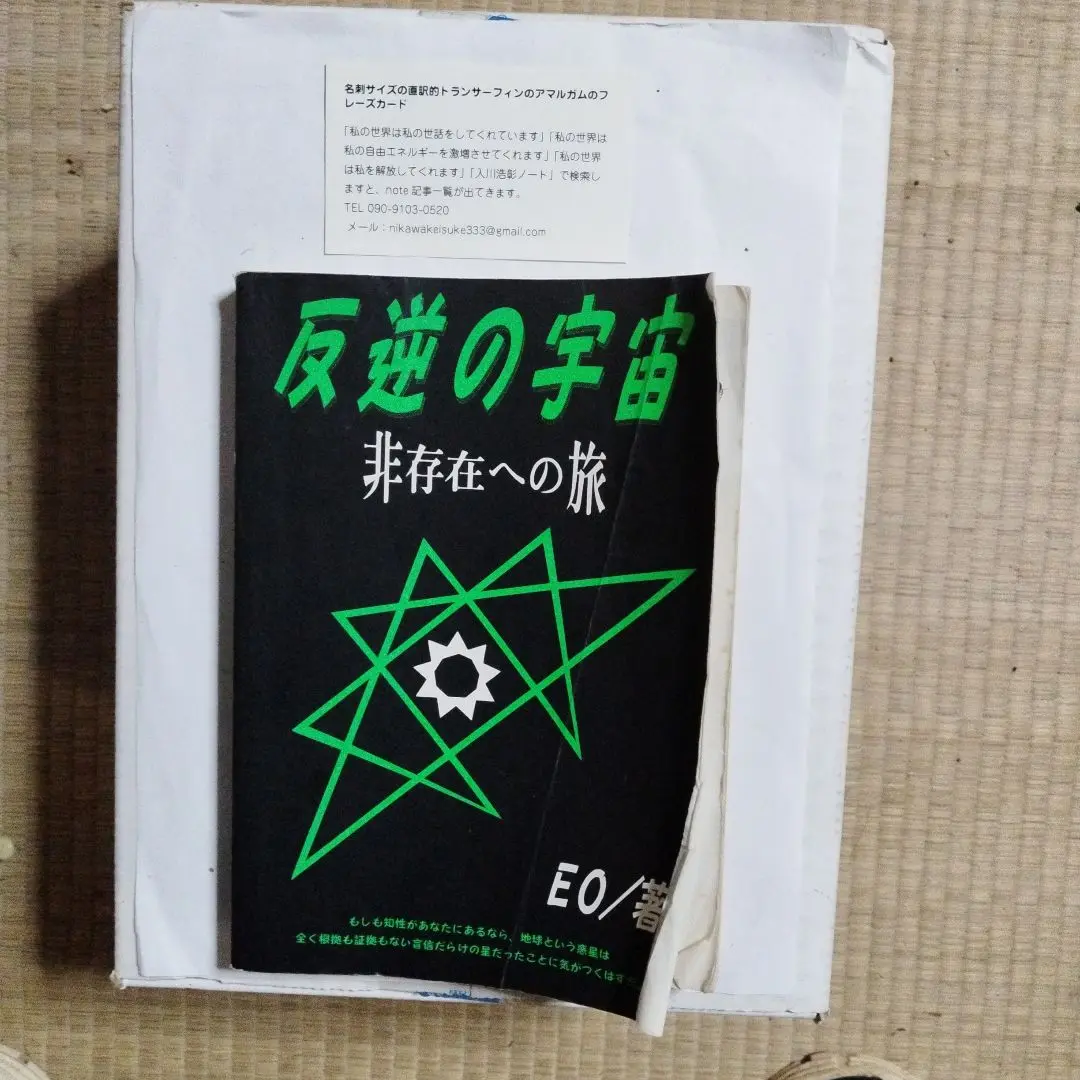 名刺サイズの直訳的トランサーフィンのアマルガムのフ
レーズカード
「私の世界は私の世話をしてくれています」「私の世界は
私の自由エネルギーを激増させてくれます」「私の世界
は私を解放してくれます」「入川浩彰ノート」で検索し
ますと、note 記事一覧が出てきます。
TEL 090-9103-0520
メール：nikawakeisuke333@gmail.com
反逆の宇宙
非存在への旅
EO/著
もしも知性があなたにあるなら、地球という惑星は
全く根拠も証拠もない盲信だらけの星だったことに気がつくはず